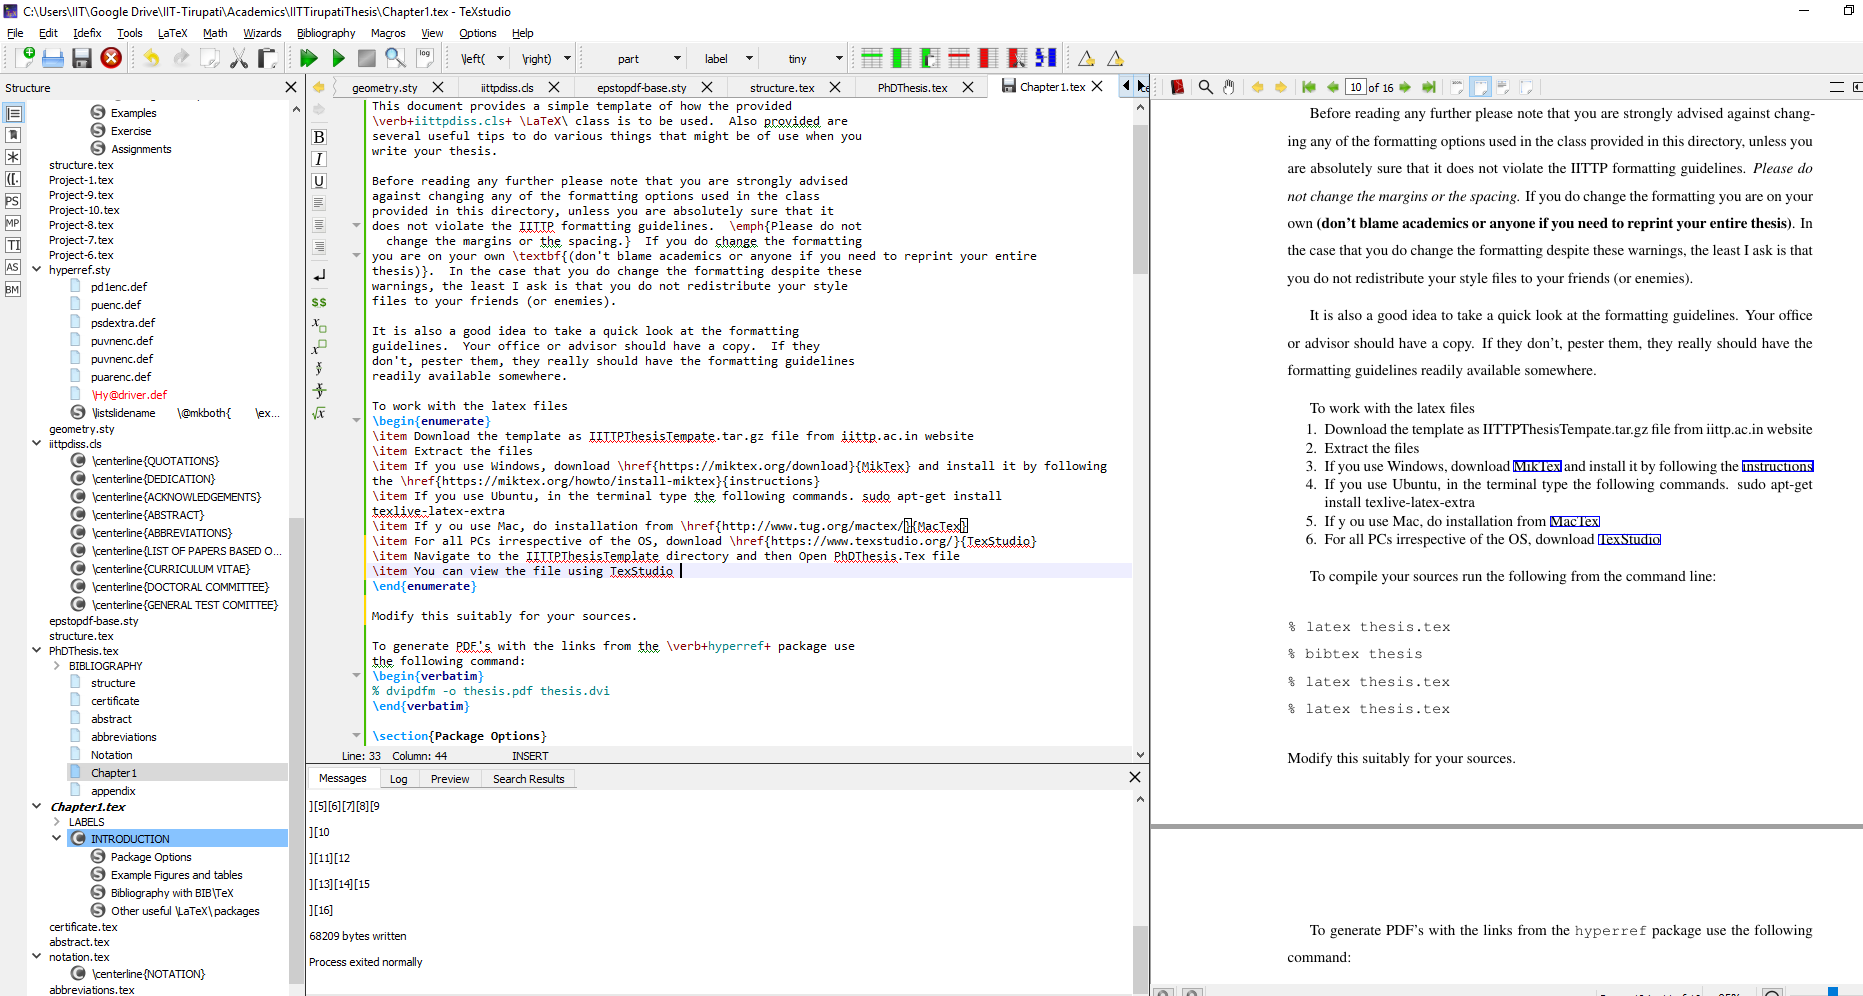 C:\Users\IIT\Google Drive\IIT-Tirupati\Academics\IITTirupatiThesis\Chapter1.tex - TeXstudio
File Edit Idefix Tools LaTeX Math Wizards Bibliography Macros View Options Help
log \left( \right) part label tiny
Structure
Examples
Exercise
Assignments
structure.tex
Project-1.tex
Project-9.tex
Project-10.tex
Project-8.tex
Project-7.tex
Project-6.tex
hyperref.sty
pd1enc.def
puenc.def
psdextra.def
puvnenc.def
puvnenc.def
puarenc.def
\Hy@driver.def
\listslidename \@mkboth{ \ex...
geometry.sty
iittpdiss.cls
\centerline{QUOTATIONS}
\centerline{DEDICATION}
\centerline{ACKNOWLEDGEMENTS}
\centerline{ABSTRACT}
\centerline{ABBREVIATIONS}
\centerline{LIST OF PAPERS BASED O...
\centerline{CURRICULUM VITAE}
\centerline{DOCTORAL COMMITTEE}
\centerline{GENERAL TEST COMITTEE}
epstopdf-base.sty
structure.tex
PhDThesis.tex
BIBLIOGRAPHY
structure
certificate
abstract
abbreviations
Notation
Chapter1
appendix
Chapter1.tex
LABELS
INTRODUCTION
Package Options
Example Figures and tables
Bibliography with BIB\TeX
Other useful \LaTeX\ packages
certificate.tex
abstract.tex
notation.tex
\centerline{NOTATION}
abbreviations.tex
PS
MP
TI
AS
BM
geometry.sty iittpdiss.cls epstopdf-base.sty structure.tex PhDThesis.tex Chapter1.tex
B
I
U
$$
This document provides a simple template of how the provided
\verb+iittpdiss.cls+ \LaTeX\ class is to be used.  Also provided are
several useful tips to do various things that might be of use when you
write your thesis.
Before reading any further please note that you are strongly advised
against changing any of the formatting options used in the class
provided in this directory, unless you are absolutely sure that it
does not violate the IITTP formatting guidelines.  \emph{Please do not
change the margins or the spacing.}  If you do change the formatting
you are on your own \textbf{(don't blame academics or anyone if you need to reprint your entire
thesis)}.  In the case that you do change the formatting despite these
warnings, the least I ask is that you do not redistribute your style
files to your friends (or enemies).
It is also a good idea to take a quick look at the formatting
guidelines.  Your office or advisor should have a copy.  If they
don't, pester them, they really should have the formatting guidelines
readily available somewhere.
To work with the latex files
\begin{enumerate}
\item Download the template as IITTPThesisTempate.tar.gz file from iittp.ac.in website
\item Extract the files
\item If you use Windows, download \href{https://miktex.org/download}{MikTex} and install it by following
the \href{https://miktex.org/howto/install-miktex}{instructions}
\item If you use Ubuntu, in the terminal type the following commands. sudo apt-get install
texlive-latex-extra
\item If y ou use Mac, do installation from \href{http://www.tug.org/mactex/}{MacTex}
\item For all PCs irrespective of the OS, download \href{https://www.texstudio.org/}{TexStudio}
\item Navigate to the IITTPThesisTemplate directory and then Open PhDThesis.Tex file
\item You can view the file using TexStudio
\end{enumerate}
Modify this suitably for your sources.
To generate PDF's with the links from the \verb+hyperref+ package use
the following command:
\begin{verbatim}
% dvipdfm -o thesis.pdf thesis.dvi
\end{verbatim}
\section{Package Options}
Line: 33 Column: 44 INSERT
Messages Log Preview Search Results
][5][6][7][8][9
][10
][11][12
][13][14][15
][16]
68209 bytes written
Process exited normally
10 of 16
Before reading any further please note that you are strongly advised against chang-
ing any of the formatting options used in the class provided in this directory, unless you
are absolutely sure that it does not violate the IITTP formatting guidelines. Please do
not change the margins or the spacing. If you do change the formatting you are on your
own (don't blame academics or anyone if you need to reprint your entire thesis). In
the case that you do change the formatting despite these warnings, the least I ask is that
you do not redistribute your style files to your friends (or enemies).
It is also a good idea to take a quick look at the formatting guidelines. Your office
or advisor should have a copy. If they don't, pester them, they really should have the
formatting guidelines readily available somewhere.
To work with the latex files
1. Download the template as IITTPThesisTempate.tar.gz file from iittp.ac.in website
2. Extract the files
3. If you use Windows, download MikTex and install it by following the instructions
4. If you use Ubuntu, in the terminal type the following commands. sudo apt-get
install texlive-latex-extra
5. If y ou use Mac, do installation from MacTex
6. For all PCs irrespective of the OS, download TexStudio
To compile your sources run the following from the command line:
% latex thesis.tex
% bibtex thesis
% latex thesis.tex
% latex thesis.tex
Modify this suitably for your sources.
To generate PDF's with the links from the hyperref package use the following
command: